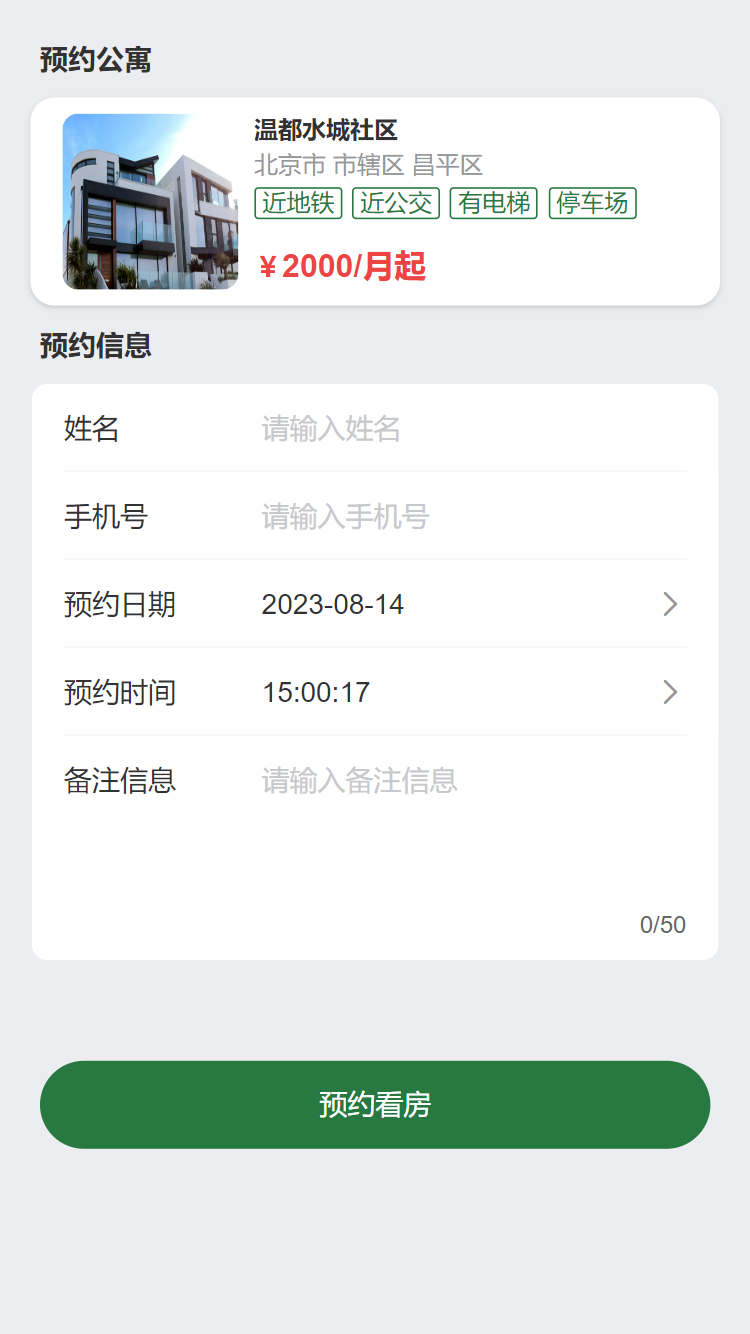 预约公寓
温都水城社区
北京市 市辖区 昌平区
近地铁 近公交 有电梯 停车场
¥2000/月起
预约信息
姓名 请输入姓名
手机号 请输入手机号
预约日期 2023-08-14
预约时间 15:00:17
备注信息 请输入备注信息
0/50
预约看房